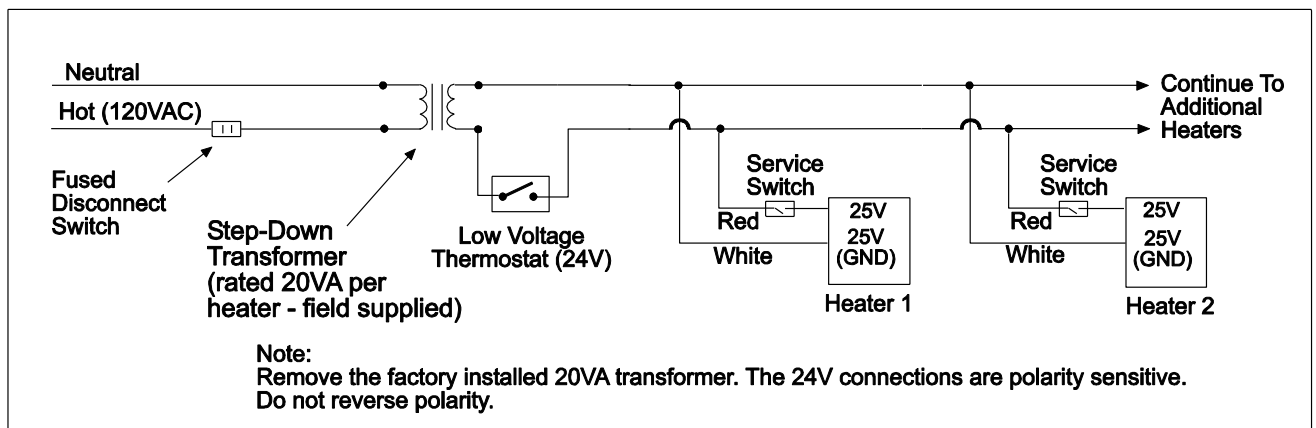 Neutral
Hot (120VAC)
Fused
Disconnect
Switch
Step-Down
Transformer
(rated 20VA per
heater - field supplied)
Low Voltage
Thermostat (24V)
Service
Switch
Red
White
25V
25V
(GND)
Heater 1
Service
Switch
Red
White
25V
25V
(GND)
Heater 2
Continue To
Additional
Heaters
Note:
Remove the factory installed 20VA transformer. The 24V connections are polarity sensitive.
Do not reverse polarity.